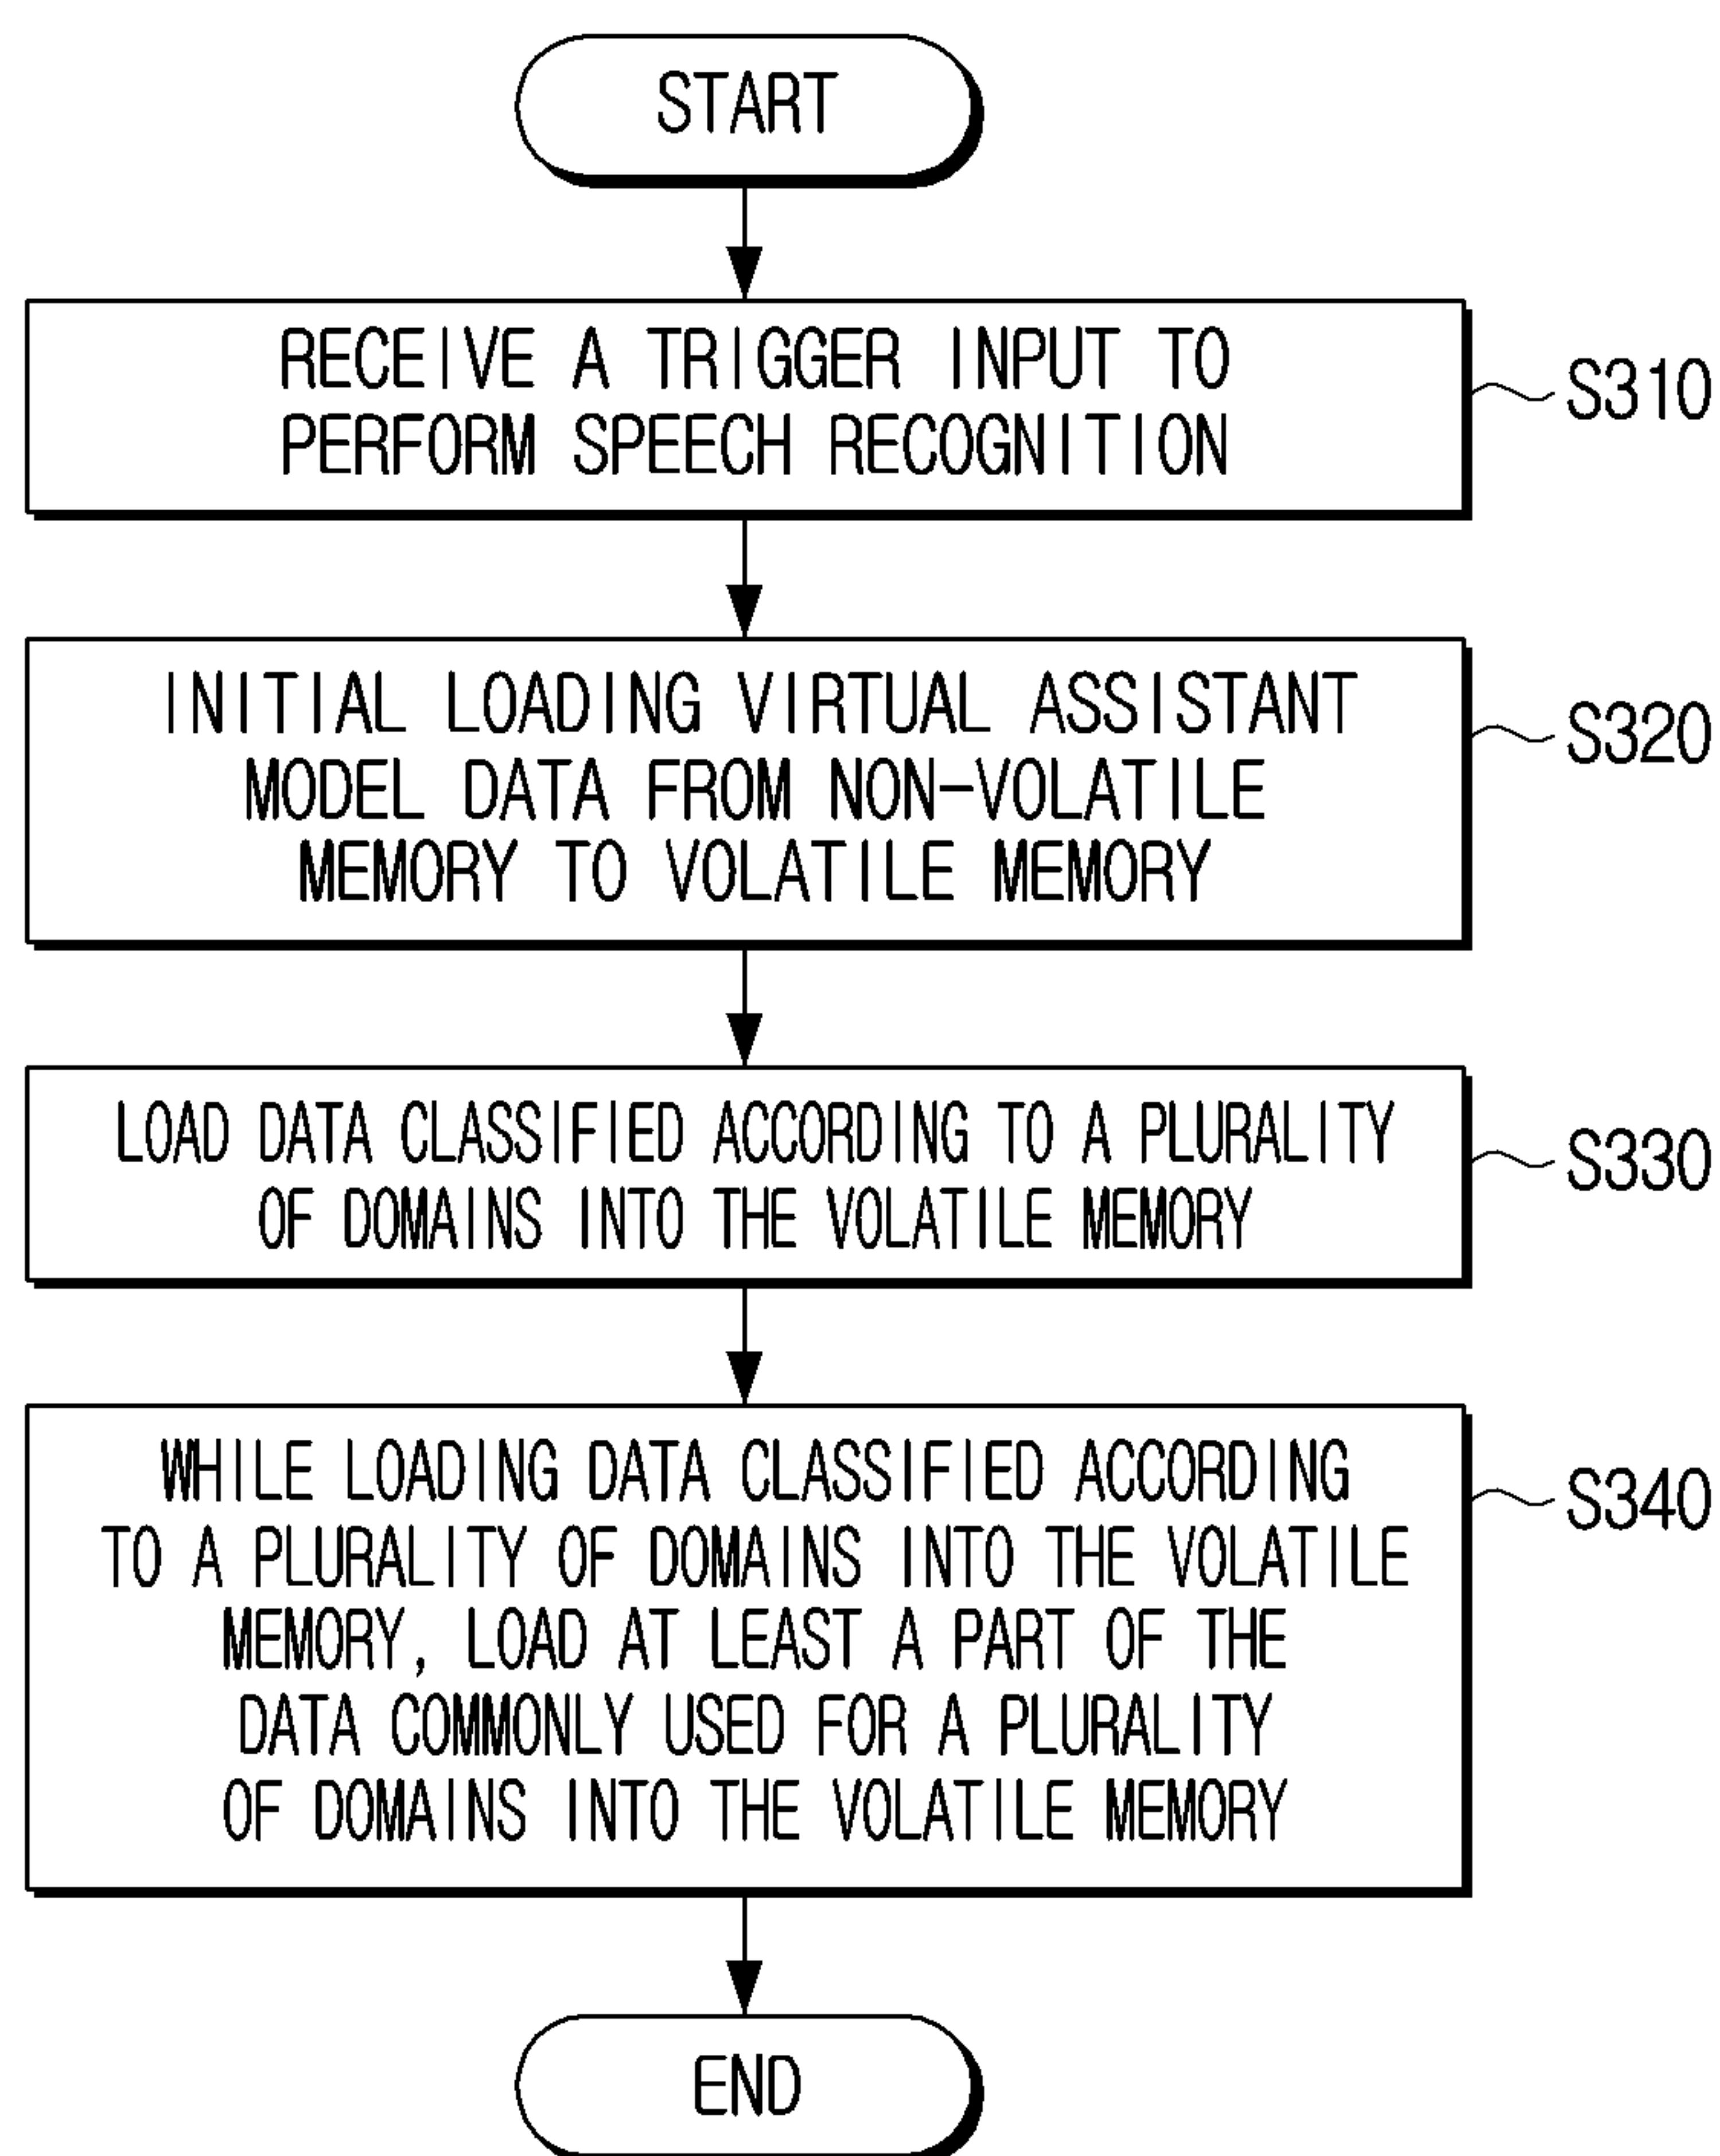 START
RECEIVE A TRIGGER INPUT TO
PERFORM SPEECH RECOGNITION
S310
INITIAL LOADING VIRTUAL ASSISTANT
MODEL DATA FROM NON-VOLATILE
MEMORY TO VOLATILE MEMORY
S320
LOAD DATA CLASSIFIED ACCORDING TO A PLURALITY
OF DOMAINS INTO THE VOLATILE MEMORY
S330
WHILE LOADING DATA CLASSIFIED ACCORDING
TO A PLURALITY OF DOMAINS INTO THE VOLATILE
MEMORY, LOAD AT LEAST A PART OF THE
DATA COMMONLY USED FOR A PLURALITY
OF DOMAINS INTO THE VOLATILE MEMORY
S340
END